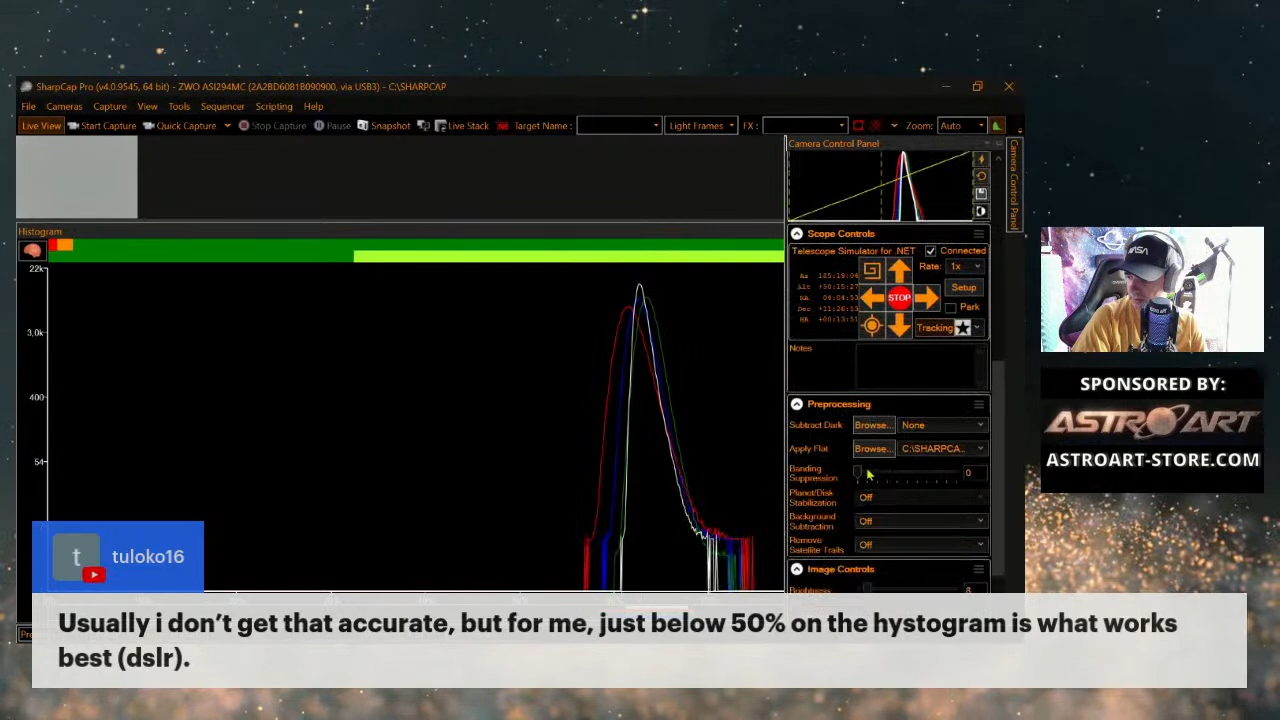 SharpCap Pro (v4.0.9545, 64 bit) - ZWO ASI294MC (2A2BD6081B090900, via USB3) - C:\SHARPCAP
File Cameras Capture View Tools Sequencer Scripting Help
Live View Start Capture Quick Capture Stop Capture Pause Snapshot Live Stack Target Name : Light Frames FX : Zoom: Auto
Camera Control Panel
Camera Control Panel
Histogram
22k
3,0k
400
54
Scope Controls
Telescope Simulator for .NET Connected
Rate: 1x
Setup
Park
STOP
Tracking
Notes
Preprocessing
Subtract Dark Browse... None
Apply Flat Browse... C:\SHARPCA...
Banding
Suppression 0
Planet/Disk
Stabilization Off
Background
Subtraction Off
Remove
Satellite Trails Off
Image Controls
Brightness
SPONSORED BY:
ASTROART
ASTROART-STORE.COM
t tuloko16
Usually i don't get that accurate, but for me, just below 50% on the hystogram is what works
best (dslr).